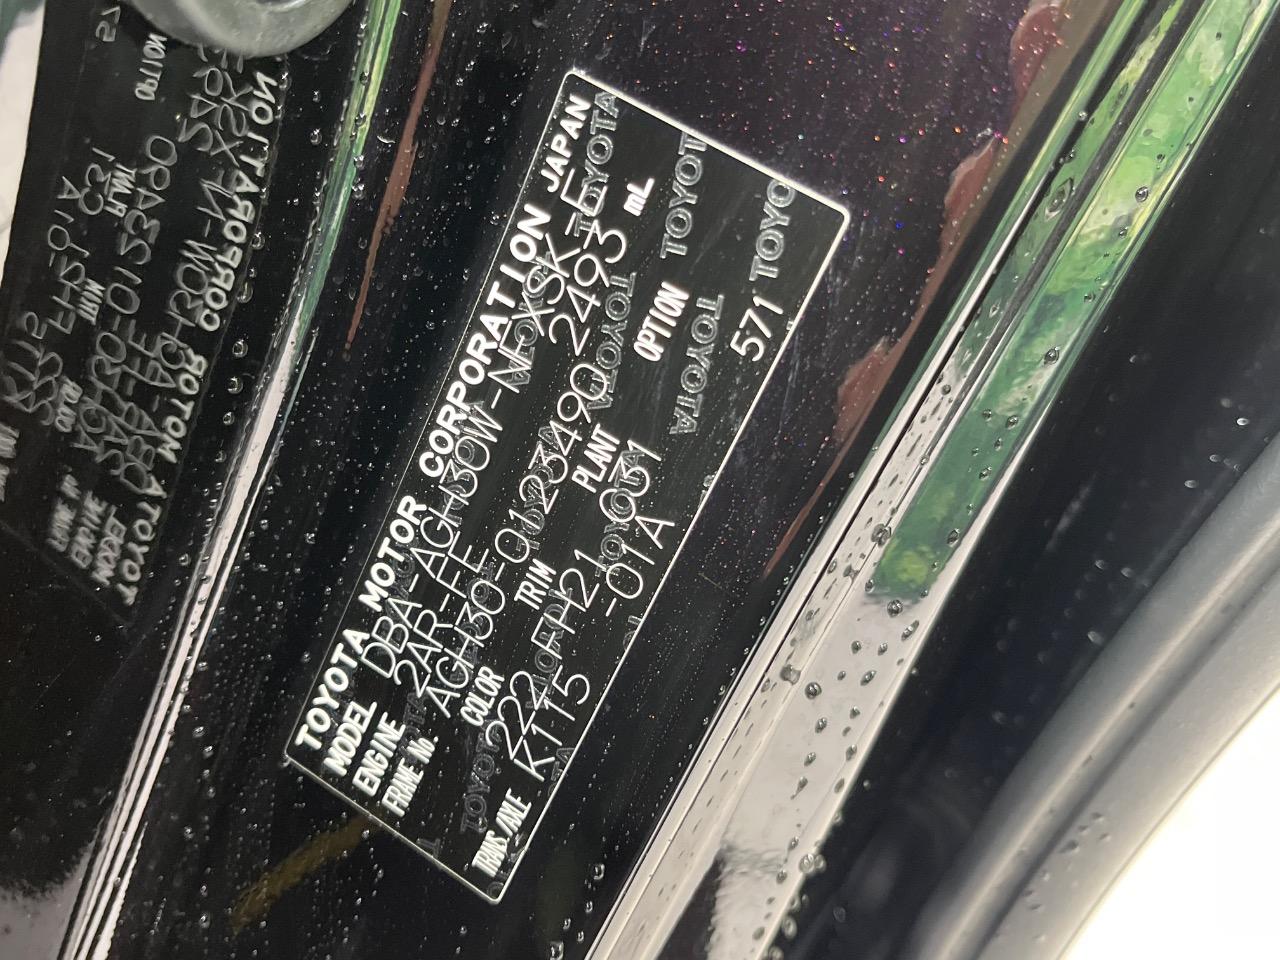 TOYOTA MOTOR CORPORATION JAPAN
MODEL DBA-AGH30W-NFXSK-E
ENGINE 2AR-FE 2493 mL
FRAME No. AGH30-0123490
COLOR TRIM PLANT OPTION
222 FH21 031 571
TRANS./AXLE K115 -01A